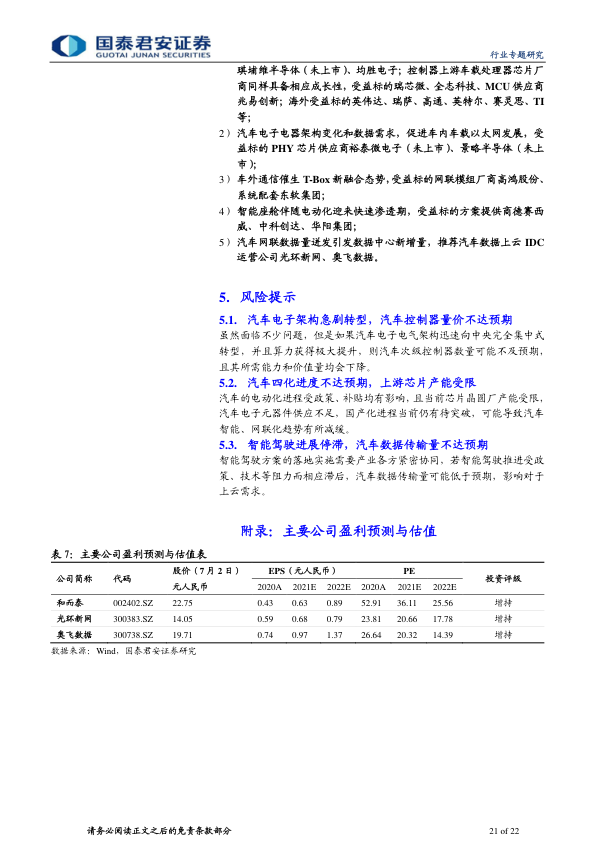 国泰君安证券
GUOTAI JUNAN SECURITIES
行业专题研究
琪埔维半导体(未上市)、均胜电子;控制器上游车载处理器芯片厂
商同样具备相应成长性,受益标的瑞芯微、全志科技、MCU 供应商
兆易创新;海外受益标的英伟达、瑞萨、高通、英特尔、赛灵思、TI
等;
2) 汽车电子电器架构变化和数据需求,促进车内车载以太网发展,受
益标的 PHY 芯片供应商裕泰微电子(未上市)、景略半导体(未上
市);
3) 车外通信催生 T-Box 新融合态势,受益标的网联模组厂商高鸿股份、
系统配套东软集团;
4) 智能座舱伴随电动化迎来快速渗透期,受益标的方案提供商德赛西
威、中科创达、华阳集团;
5) 汽车网联数据量迸发引发数据中心新增量,推荐汽车数据上云 IDC
运营公司光环新网、奥飞数据。
5. 风险提示
5.1. 汽车电子架构急剧转型,汽车控制器量价不达预期
虽然面临不少问题,但是如果汽车电子电气架构迅速向中央完全集中式
转型,并且算力获得极大提升,则汽车次级控制器数量可能不及预期,
且其所需能力和价值量均会下降。
5.2. 汽车四化进度不达预期,上游芯片产能受限
汽车的电动化进程受政策、补贴均有影响,且当前芯片晶圆厂产能受限,
汽车电子元器件供应不足,国产化进程当前仍有待突破,可能导致汽车
智能、网联化趋势有所减缓。
5.3. 智能驾驶进展停滞,汽车数据传输量不达预期
智能驾驶方案的落地实施需要产业各方紧密协同,若智能驾驶推进受政
策、技术等阻力而相应滞后,汽车数据传输量可能低于预期,影响对于
上云需求。
附录:主要公司盈利预测与估值
表 7:主要公司盈利预测与估值表
公司简称 代码 股价(7 月 2 日) EPS(元人民币) PE 投资评级
元人民币 2020A 2021E 2022E 2020A 2021E 2022E
和而泰 002402.SZ 22.75 0.43 0.63 0.89 52.91 36.11 25.56 增持
光环新网 300383.SZ 14.05 0.59 0.68 0.79 23.81 20.66 17.78 增持
奥飞数据 300738.SZ 19.71 0.74 0.97 1.37 26.64 20.32 14.39 增持
数据来源:Wind,国泰君安证券研究
请务必阅读正文之后的免责条款部分
21 of 22